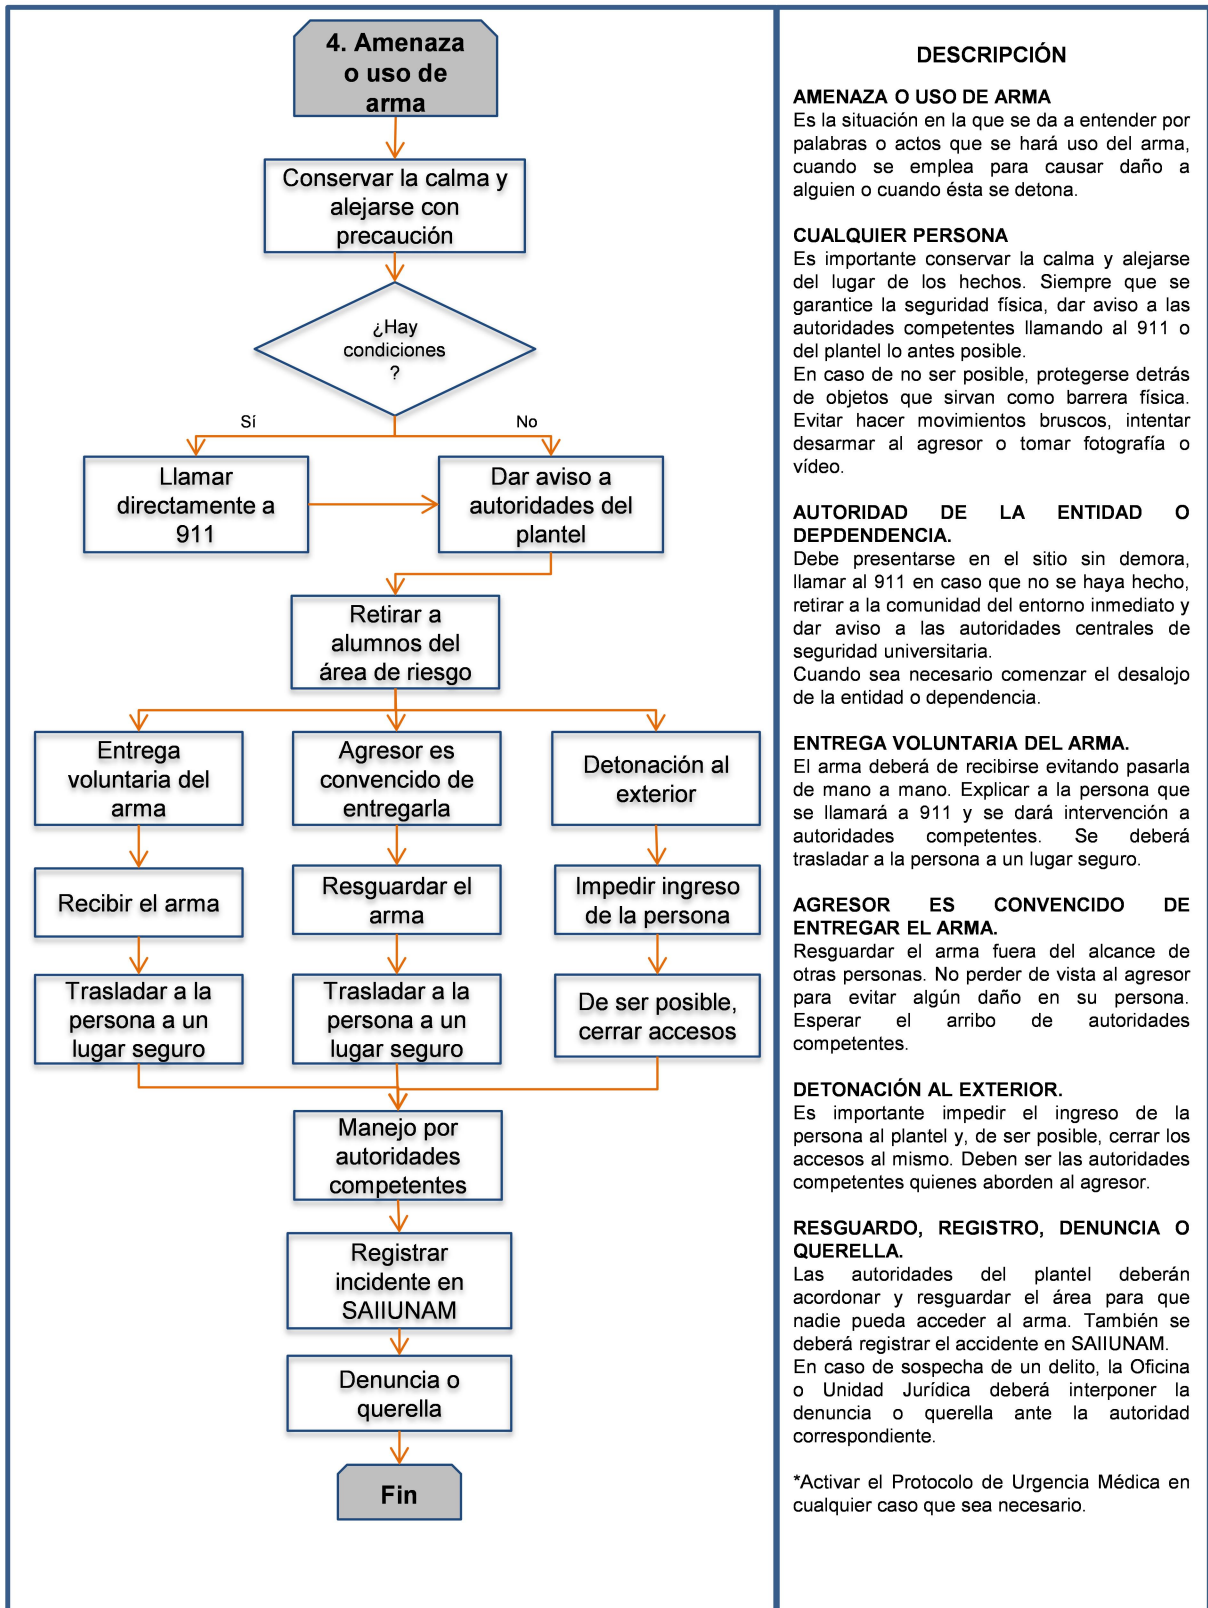 4. Amenaza
o uso de
arma
Conservar la calma y
alejarse con
precaución
¿Hay
condiciones
?
Sí
No
Llamar
directamente a
911
Dar aviso a
autoridades del
plantel
Retirar a
alumnos del
área de riesgo
Entrega
voluntaria del
arma
Agresor es
convencido de
entregarla
Detonación al
exterior
Recibir el arma
Resguardar el
arma
Impedir ingreso
de la persona
Trasladar a la
persona a un
lugar seguro
Trasladar a la
persona a un
lugar seguro
De ser posible,
cerrar accesos
Manejo por
autoridades
competentes
Registrar
incidente en
SAIIUNAM
Denuncia o
querella
Fin
DESCRIPCIÓN
AMENAZA O USO DE ARMA
Es la situación en la que se da a entender por
palabras o actos que se hará uso del arma,
cuando se emplea para causar daño a
alguien o cuando ésta se detona.
CUALQUIER PERSONA
Es importante conservar la calma y alejarse
del lugar de los hechos. Siempre que se
garantice la seguridad física, dar aviso a las
autoridades competentes llamando al 911 o
del plantel lo antes posible.
En caso de no ser posible, protegerse detrás
de objetos que sirvan como barrera física.
Evitar hacer movimientos bruscos, intentar
desarmar al agresor o tomar fotografía o
vídeo.
AUTORIDAD DE LA ENTIDAD O
DEPDENDENCIA.
Debe presentarse en el sitio sin demora,
llamar al 911 en caso que no se haya hecho,
retirar a la comunidad del entorno inmediato y
dar aviso a las autoridades centrales de
seguridad universitaria.
Cuando sea necesario comenzar el desalojo
de la entidad o dependencia.
ENTREGA VOLUNTARIA DEL ARMA.
El arma deberá de recibirse evitando pasarla
de mano a mano. Explicar a la persona que
se llamará a 911 y se dará intervención a
autoridades competentes. Se deberá
trasladar a la persona a un lugar seguro.
AGRESOR ES CONVENCIDO DE
ENTREGAR EL ARMA.
Resguardar el arma fuera del alcance de
otras personas. No perder de vista al agresor
para evitar algún daño en su persona.
Esperar el arribo de autoridades
competentes.
DETONACIÓN AL EXTERIOR.
Es importante impedir el ingreso de la
persona al plantel y, de ser posible, cerrar los
accesos al mismo. Deben ser las autoridades
competentes quienes aborden al agresor.
RESGUARDO, REGISTRO, DENUNCIA O
QUERELLA.
Las autoridades del plantel deberán
acordonar y resguardar el área para que
nadie pueda acceder al arma. También se
deberá registrar el accidente en SAIIUNAM.
En caso de sospecha de un delito, la Oficina
o Unidad Jurídica deberá interponer la
denuncia o querella ante la autoridad
correspondiente.
*Activar el Protocolo de Urgencia Médica en
cualquier caso que sea necesario.